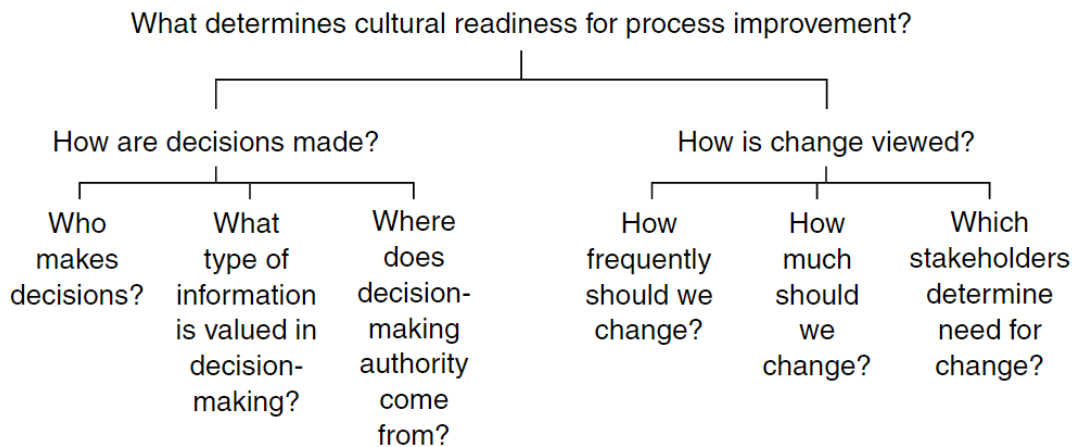 What determines cultural readiness for process improvement?
How are decisions made?
How is change viewed?
Who
makes
decisions?
What
type of
information
is valued in
decision-
making?
Where
does
decision-
making
authority
come
from?
How
frequently
should we
change?
How
much
should
we
change?
Which
stakeholders
determine
need for
change?